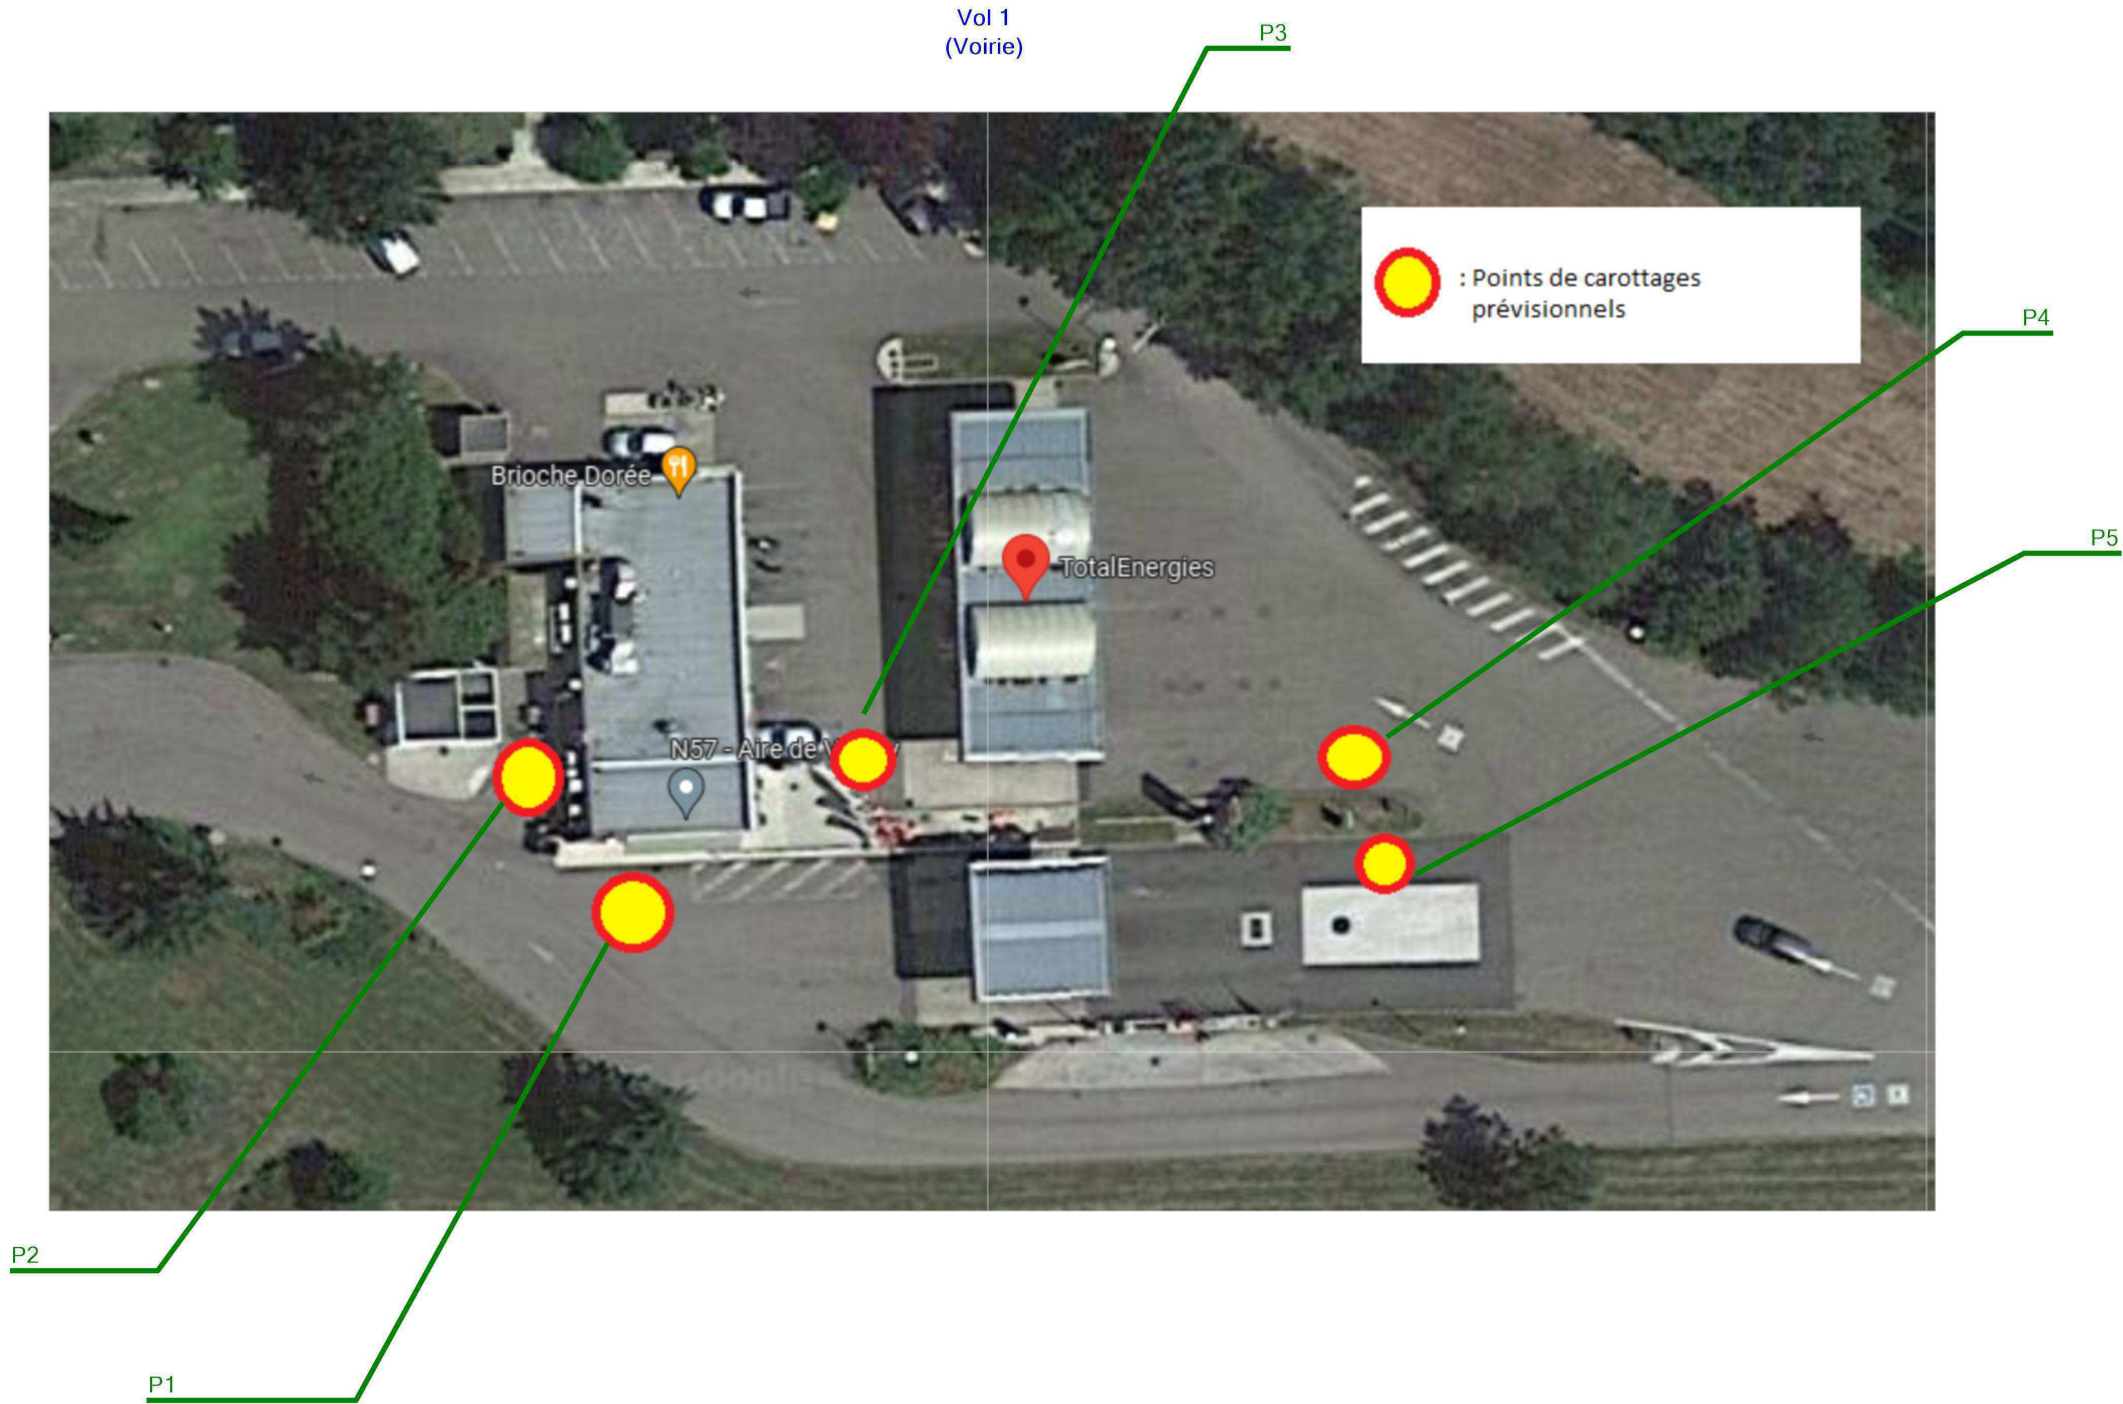 Vol 1
(Voirie)
P3
: Points de carottages
prévisionnels
P4
Brioche Dorée
P5
TotalEnergies
N57 - Aire de V
P2
P1